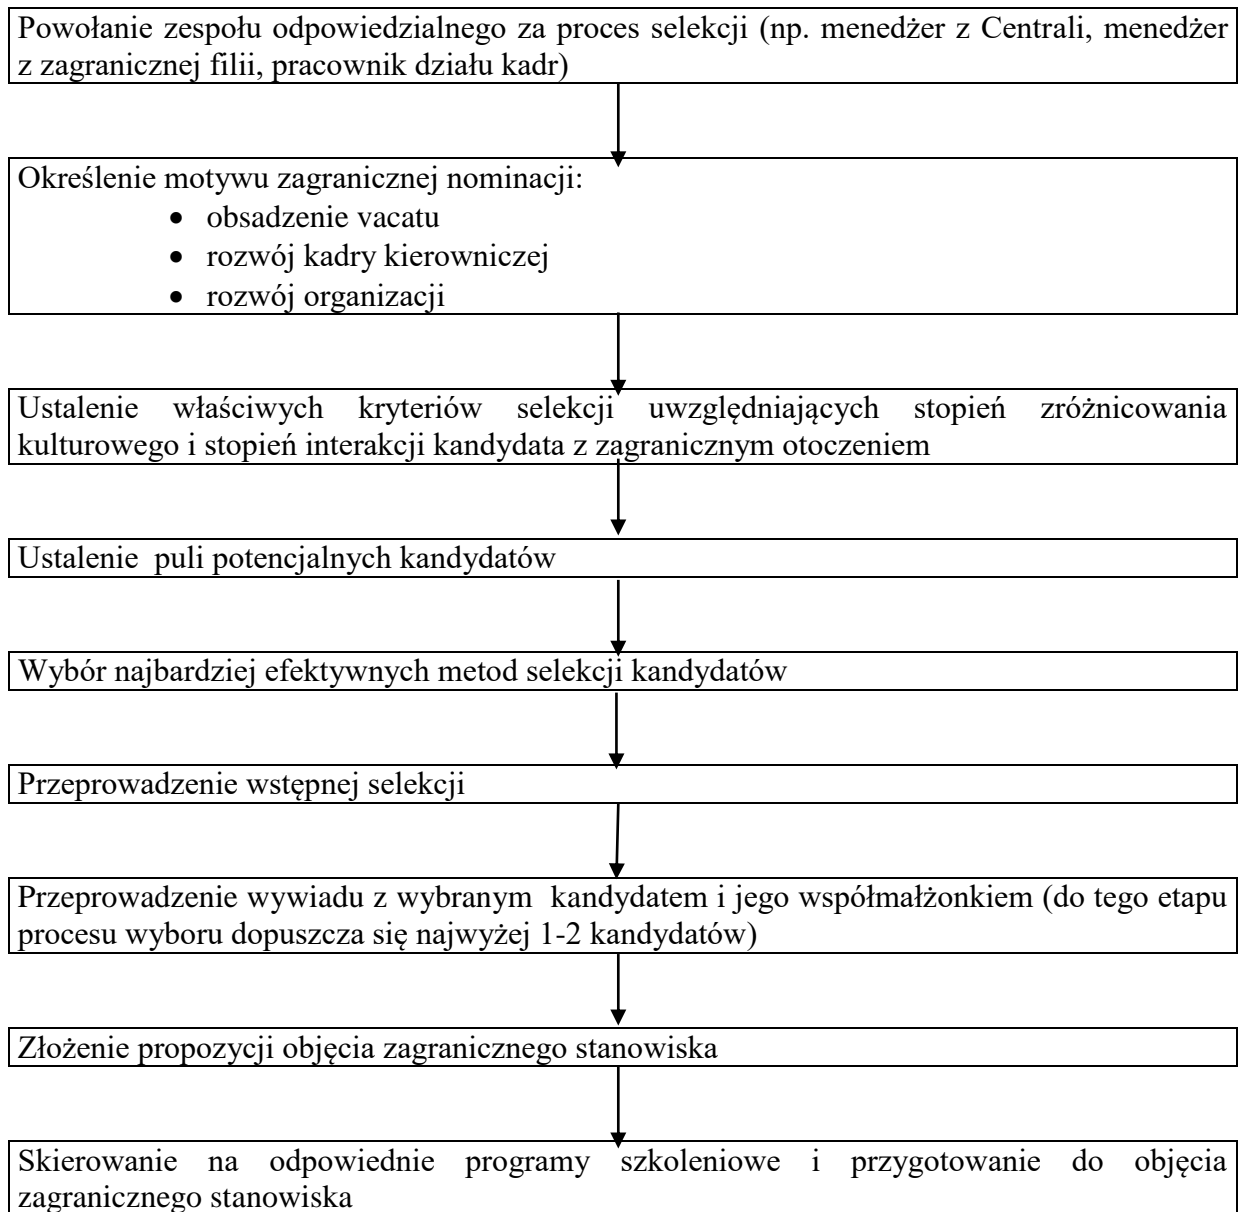 Powołanie zespołu odpowiedzialnego za proces selekcji (np. menedżer z Centrali, menedżer
z zagranicznej filii, pracownik działu kadr)
Określenie motywu zagranicznej nominacji:
• obsadzenie vacatu
• rozwój kadry kierowniczej
• rozwój organizacji
Ustalenie właściwych kryteriów selekcji uwzględniających stopień zróżnicowania
kulturowego i stopień interakcji kandydata z zagranicznym otoczeniem
Ustalenie puli potencjalnych kandydatów
Wybór najbardziej efektywnych metod selekcji kandydatów
Przeprowadzenie wstępnej selekcji
Przeprowadzenie wywiadu z wybranym kandydatem i jego współmałżonkiem (do tego etapu
procesu wyboru dopuszcza się najwyżej 1-2 kandydatów)
Złożenie propozycji objęcia zagranicznego stanowiska
Skierowanie na odpowiednie programy szkoleniowe i przygotowanie do objęcia
zagranicznego stanowiska